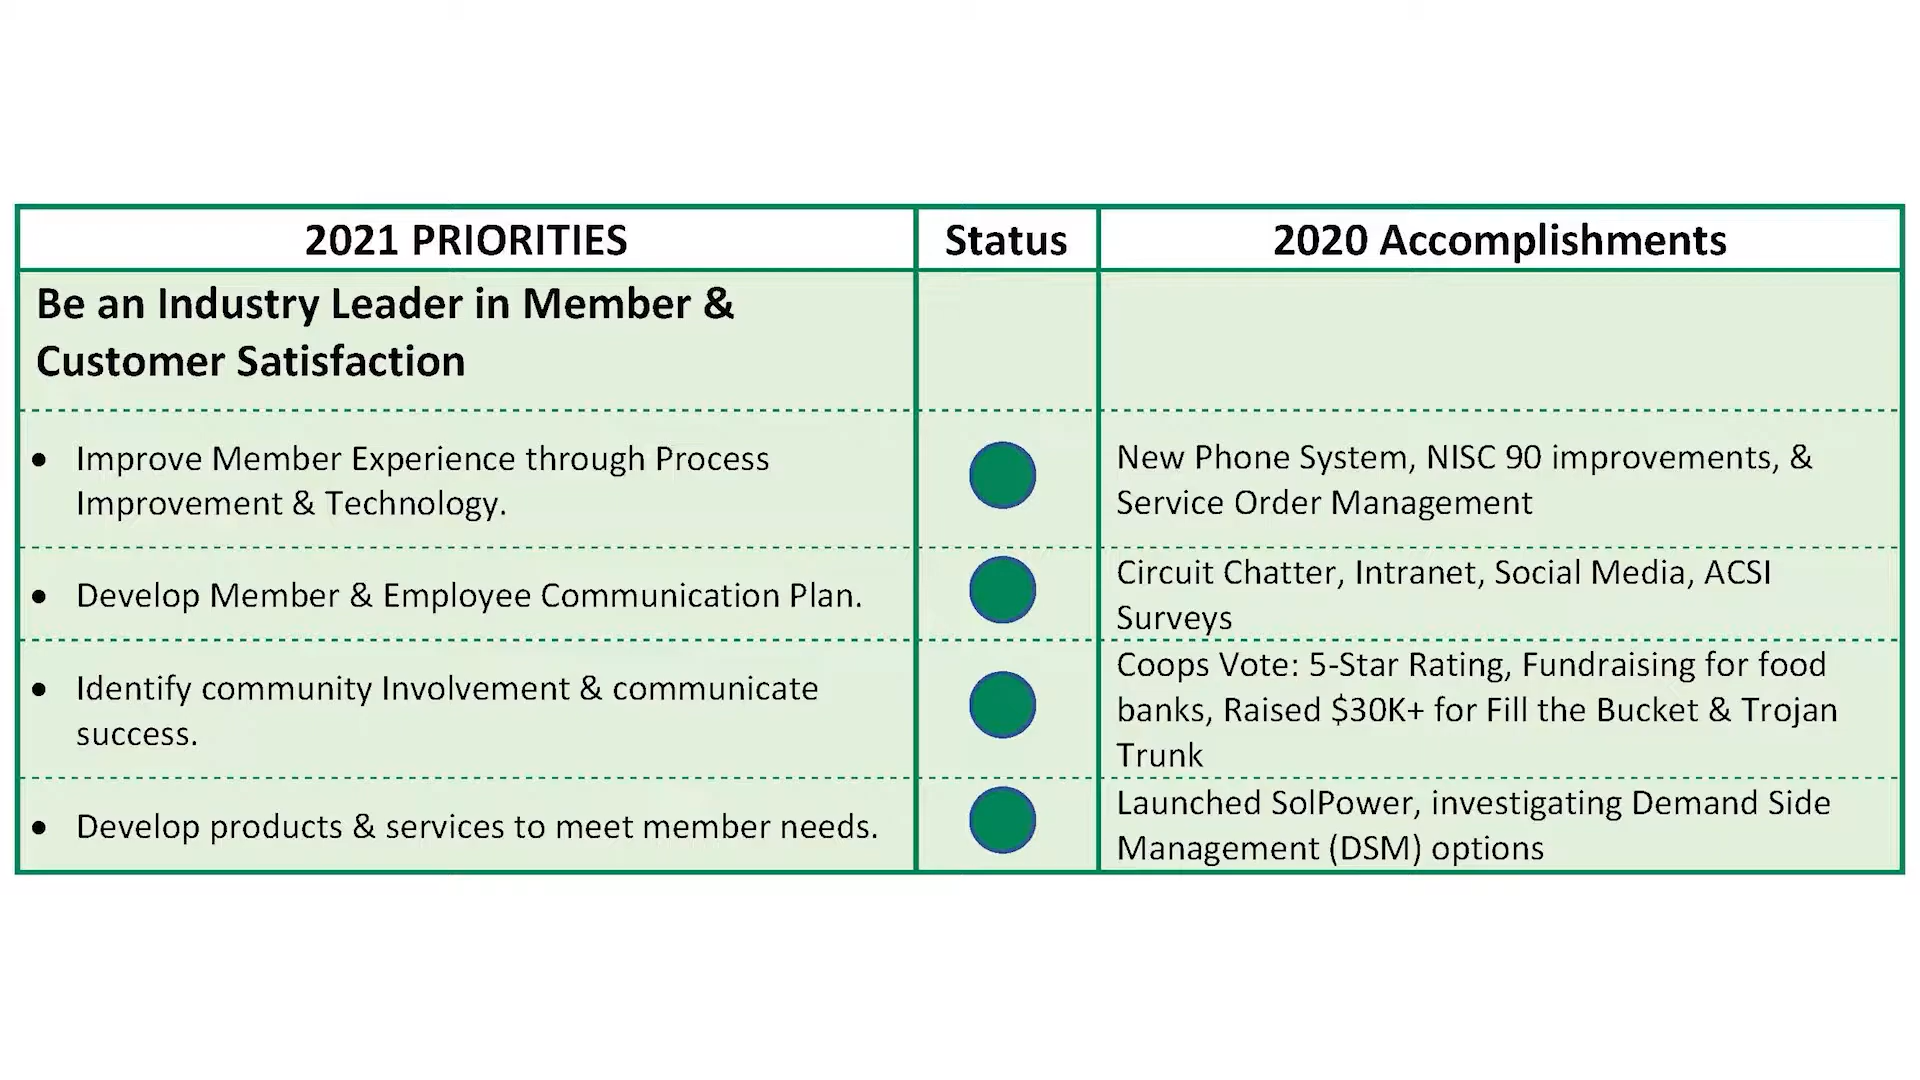 2021 PRIORITIES
Status
2020 Accomplishments
Be an Industry Leader in Member &
Customer Satisfaction
• Improve Member Experience through Process
Improvement & Technology.
New Phone System, NISC 90 improvements, &
Service Order Management
• Develop Member & Employee Communication Plan.
Circuit Chatter, Intranet, Social Media, ACSI
Surveys
• Identify community Involvement & communicate
success.
Coops Vote: 5-Star Rating, Fundraising for food
banks, Raised $30K+ for Fill the Bucket & Trojan
Trunk
• Develop products & services to meet member needs.
Launched SolPower, investigating Demand Side
Management (DSM) options